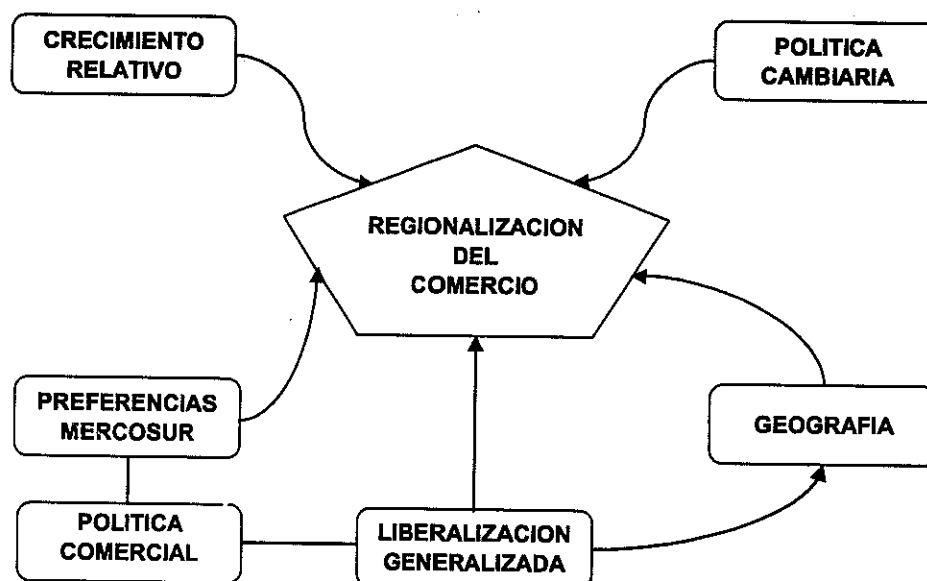 CRECIMIENTO
RELATIVO
POLITICA
CAMBIARIA
REGIONALIZACION
DEL
COMERCIO
PREFERENCIAS
MERCOSUR
GEOGRAFIA
POLITICA
COMERCIAL
LIBERALIZACION
GENERALIZADA